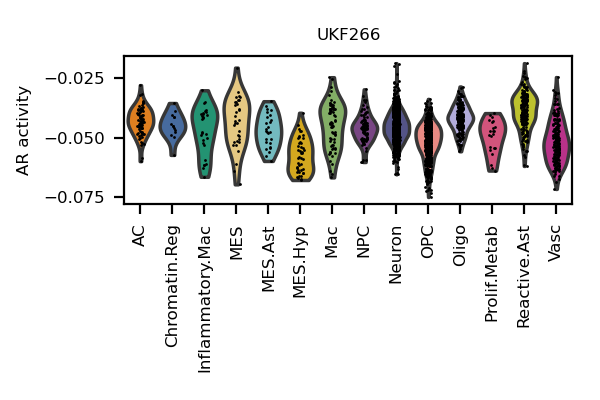 UKF266
AR activity
−0.025
−0.050
−0.075
AC
Chromatin.Reg
Inflammatory.Mac
MES
MES.Ast
MES.Hyp
Mac
NPC
Neuron
OPC
Oligo
Prolif.Metab
Reactive.Ast
Vasc